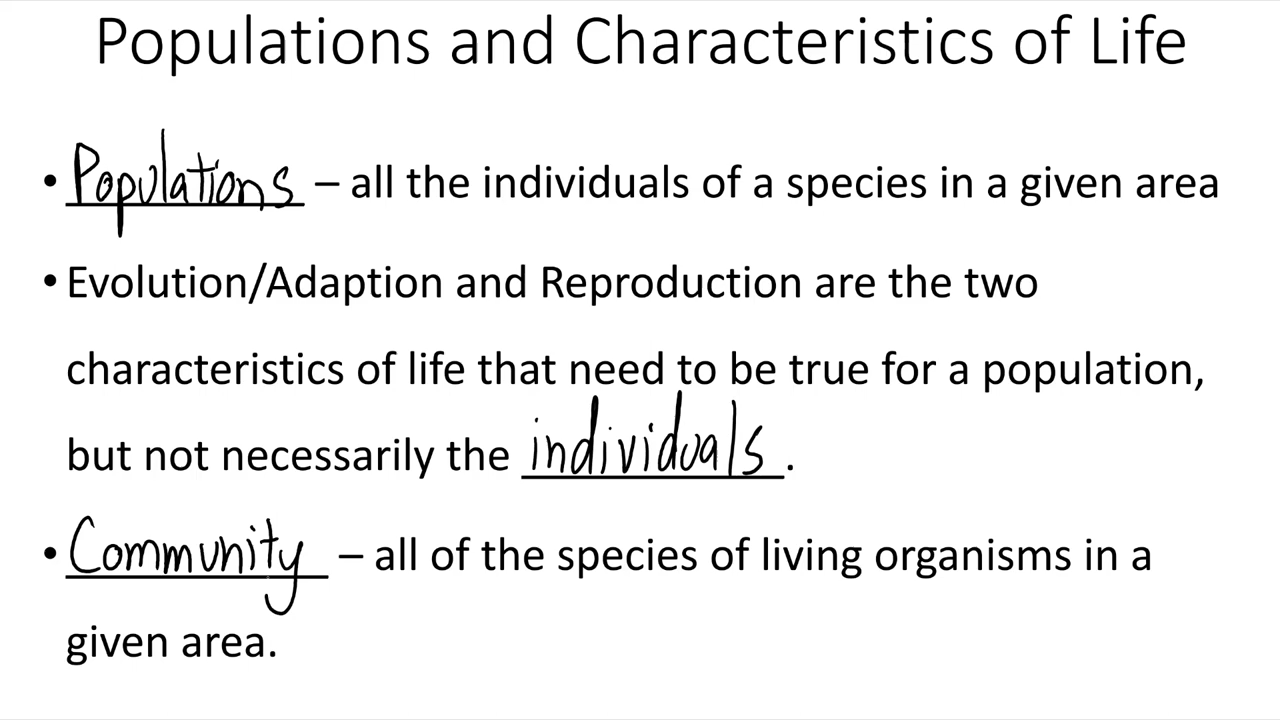 Populations and Characteristics of Life
• Populations – all the individuals of a species in a given area
• Evolution/Adaption and Reproduction are the two
characteristics of life that need to be true for a population,
but not necessarily the individuals.
• Community – all of the species of living organisms in a
given area.